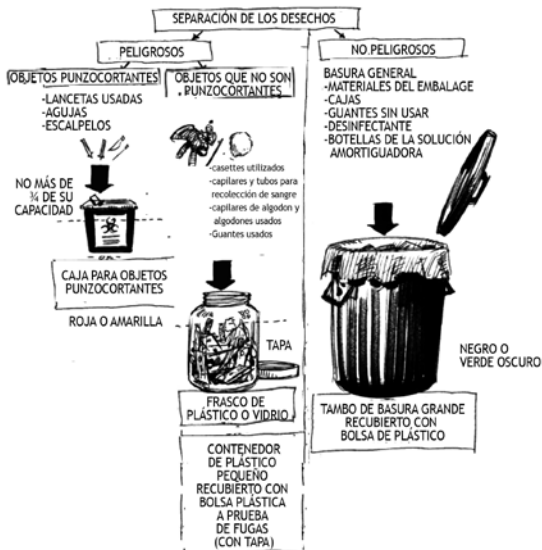 SEPARACIÓN DE LOS DESECHOS
PELIGROSOS
OBJETOS PUNZOCORTANTES
-LANCETAS USADAS
-AGUJAS
-ESCALPELOS
NO MÁS DE
¾ DE SU
CAPACIDAD
CAJA PARA OBJETOS
PUNZOCORTANTES
ROJA O AMARILLA
OBJETOS QUE NO SON
PUNZOCORTANTES
-casettes utilizados
-capilares y tubos para
recolección de sangre
-capilares de algodon y
algodones usados
-Guantes usados
TAPA
FRASCO DE
PLÁSTICO O VIDRIO
CONTENEDOR
DE PLÁSTICO
PEQUEÑO
RECUBIERTO CON
BOLSA PLÁSTICA
A PRUEBA
DE FUGAS
(CON TAPA)
NO PELIGROSOS
BASURA GENERAL
-MATERIALES DEL EMBALAGE
-CAJAS
-GUANTES SIN USAR
-DESINFECTANTE
-BOTELLAS DE LA SOLUCIÓN
AMORTIGUADORA
NEGRO O
VERDE OSCURO
TAMBO DE BASURA GRANDE
RECUBIERTO CON
BOLSA DE PLÁSTICO